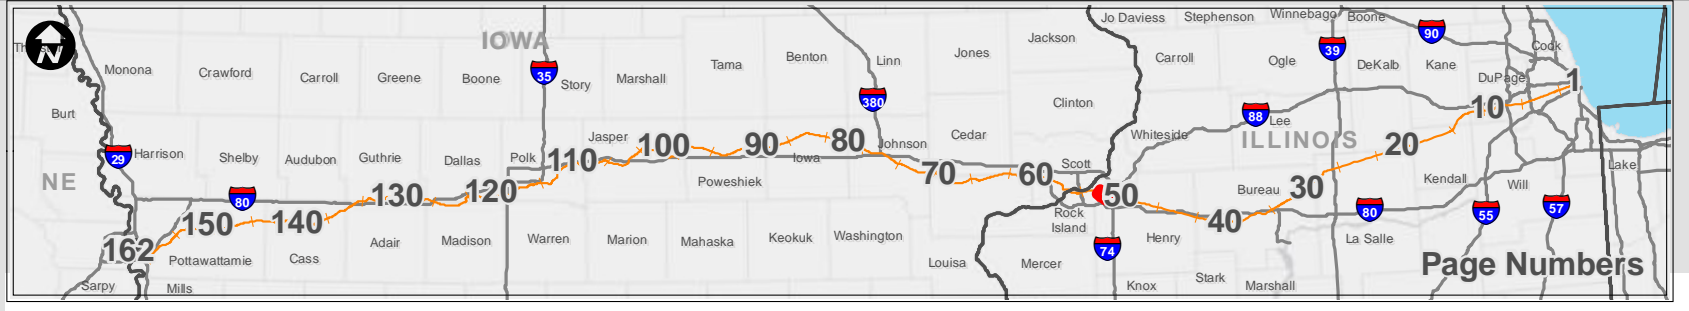 Jo Daviess Stephenson Winnebago Boone
N IOWA 35 Jackson 39 90 Cock
Monona Crawford Carroll Greene Boone Story Marshall Tama Benton Linn Jones Carroll Ogle DeKalb Kane DuPage 1
Burt 380 Clinton 88 Lee 10
29 Harrison Shelby Audubon Guthrie Dallas Polk Jasper 100 90 Iowa 80 Johnson Cedar Scott Whiteside ILLINOIS 20 Lake
NE 80 130 120 110 Poweshiek 70 60 50 Bureau 30 Kendall Will
162 150 140 Adair Madison Warren Marion Mahaska Keokuk Washington Rock
Island Henry 40 80 La Salle 55 57
Pottawattamie Cass Louisa Mercer 74 Stark Marshall Page Numbers
Sarpy Mills Knox